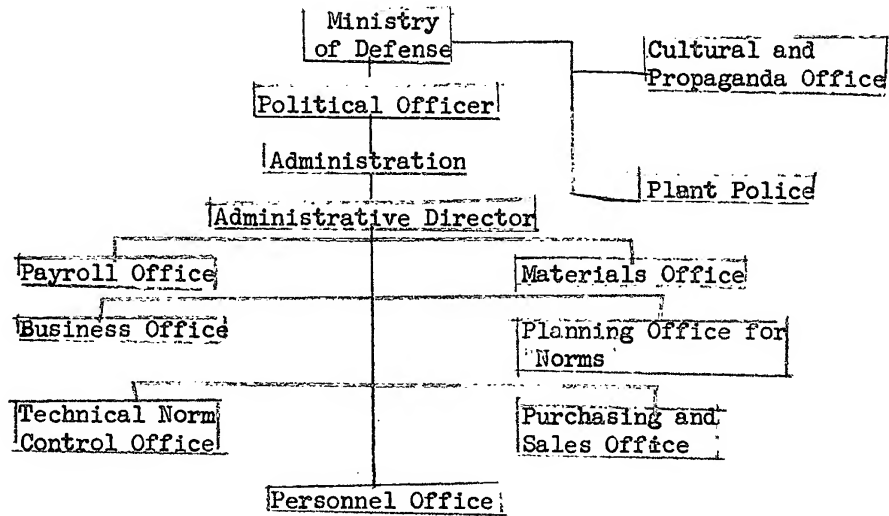 Ministry
of Defense
Cultural and
Propaganda Office
Political Officer
Administration
Plant Police
Administrative Director
Payroll Office
Materials Office
Business Office
Planning Office for
Norms
Technical Norm
Control Office
Purchasing and
Sales Office
Personnel Office